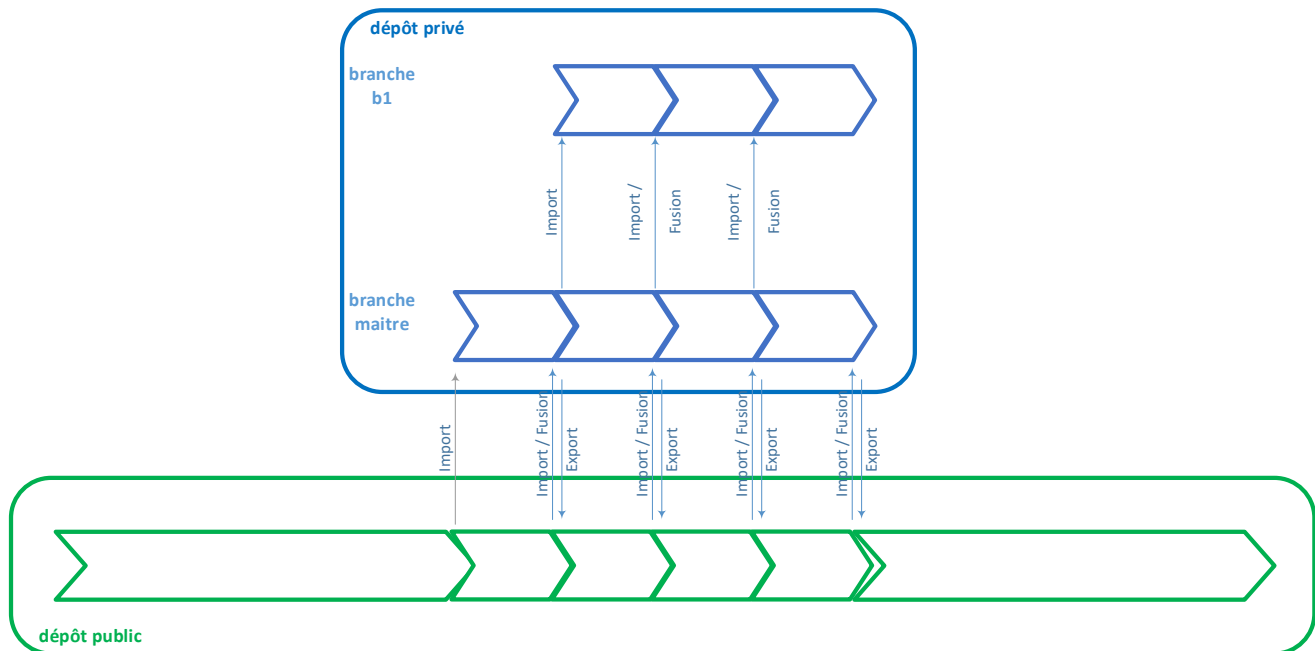 dépôt privé
branche
b1
Import
Import /
Fusion
Import /
Fusion
branche
maitre
Import
Import / Fusion
Export
Import / Fusion
Export
Import / Fusion
Export
Import / Fusion
Export
dépôt public